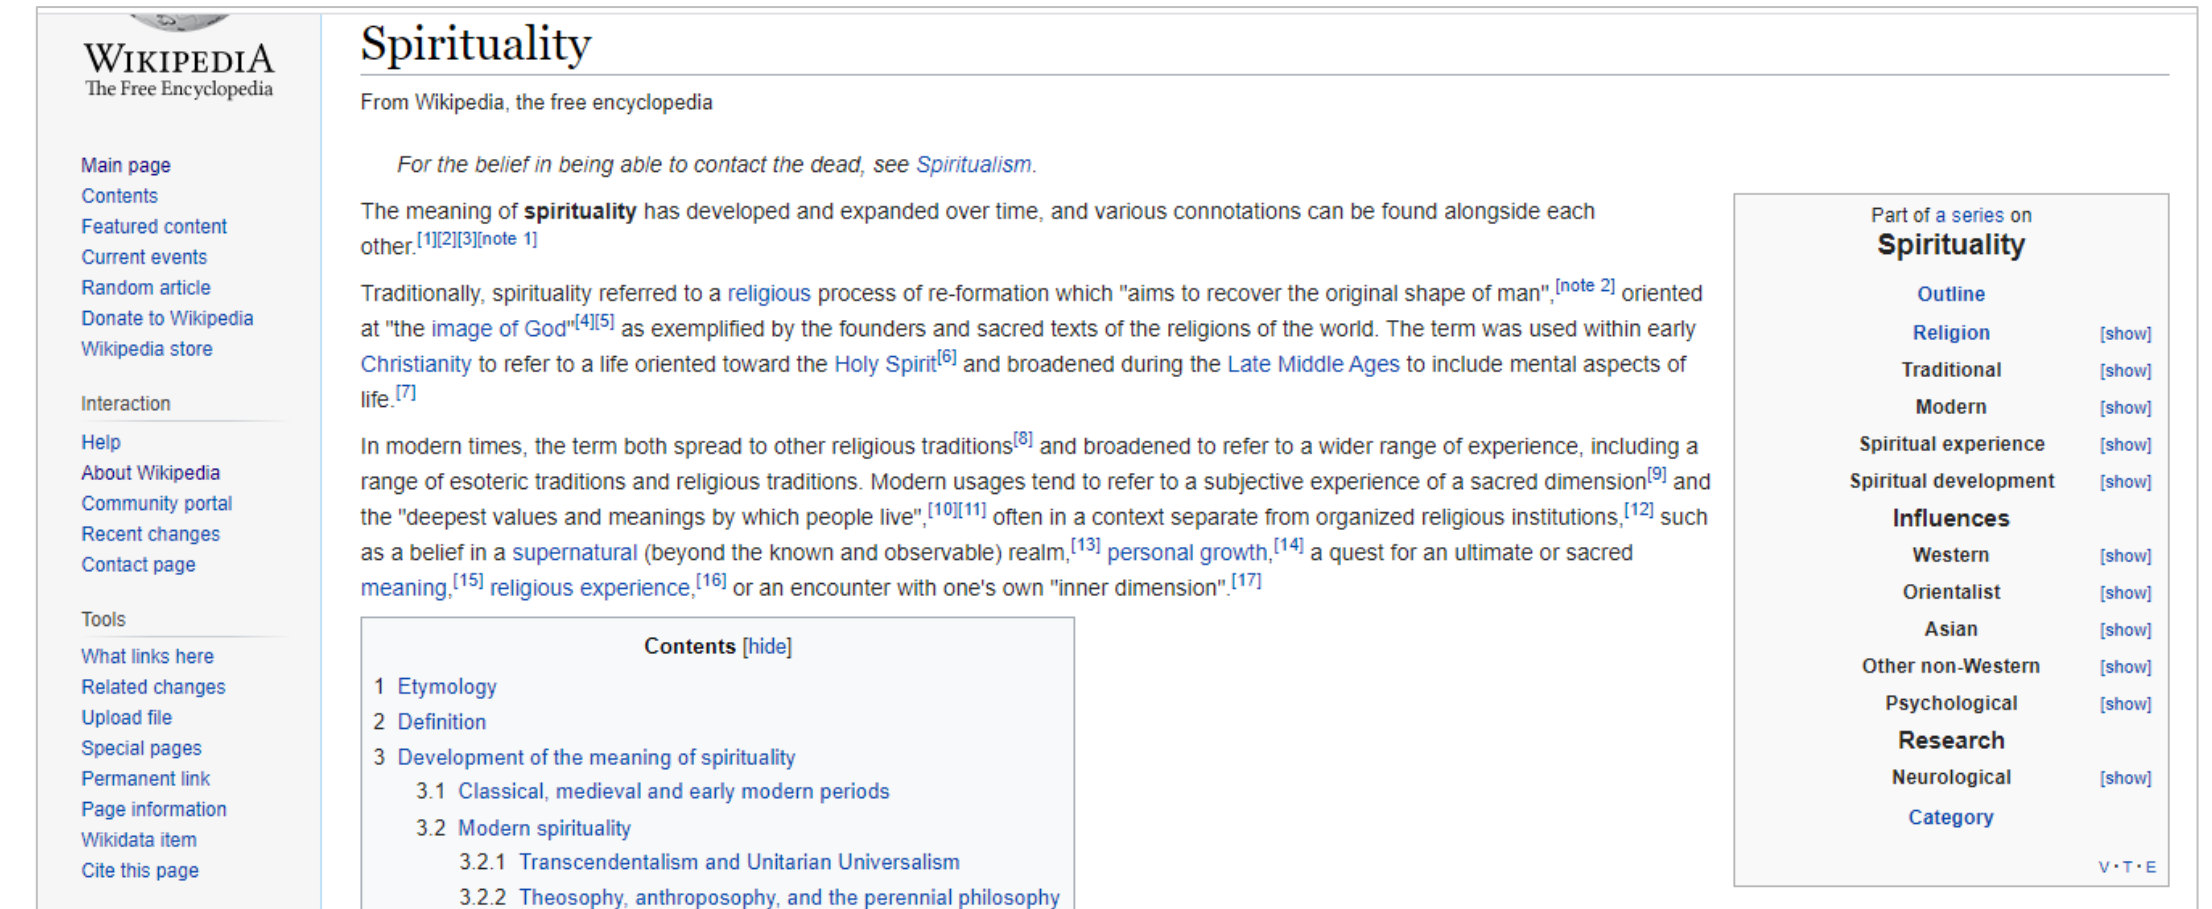 WIKIPEDIA
The Free Encyclopedia
Main page
Contents
Featured content
Current events
Random article
Donate to Wikipedia
Wikipedia store
Interaction
Help
About Wikipedia
Community portal
Recent changes
Contact page
Tools
What links here
Related changes
Upload file
Special pages
Permanent link
Page information
Wikidata item
Cite this page
Spirituality
From Wikipedia, the free encyclopedia
For the belief in being able to contact the dead, see Spiritualism.
The meaning of spirituality has developed and expanded over time, and various connotations can be found alongside each
other.[1][2][3][note 1]
Traditionally, spirituality referred to a religious process of re-formation which "aims to recover the original shape of man",[note 2] oriented
at "the image of God"[4][5] as exemplified by the founders and sacred texts of the religions of the world. The term was used within early
Christianity to refer to a life oriented toward the Holy Spirit[6] and broadened during the Late Middle Ages to include mental aspects of
life.[7]
In modern times, the term both spread to other religious traditions[8] and broadened to refer to a wider range of experience, including a
range of esoteric traditions and religious traditions. Modern usages tend to refer to a subjective experience of a sacred dimension[9] and
the "deepest values and meanings by which people live",[10][11] often in a context separate from organized religious institutions,[12] such
as a belief in a supernatural (beyond the known and observable) realm,[13] personal growth,[14] a quest for an ultimate or sacred
meaning,[15] religious experience,[16] or an encounter with one's own "inner dimension".[17]
Contents [hide]
1 Etymology
2 Definition
3 Development of the meaning of spirituality
3.1 Classical, medieval and early modern periods
3.2 Modern spirituality
3.2.1 Transcendentalism and Unitarian Universalism
3.2.2 Theosophy, anthroposophy, and the perennial philosophy
Part of a series on
Spirituality
Outline
Religion [show]
Traditional [show]
Modern [show]
Spiritual experience [show]
Spiritual development [show]
Influences
Western [show]
Orientalist [show]
Asian [show]
Other non-Western [show]
Psychological [show]
Research
Neurological [show]
Category
V · T · E